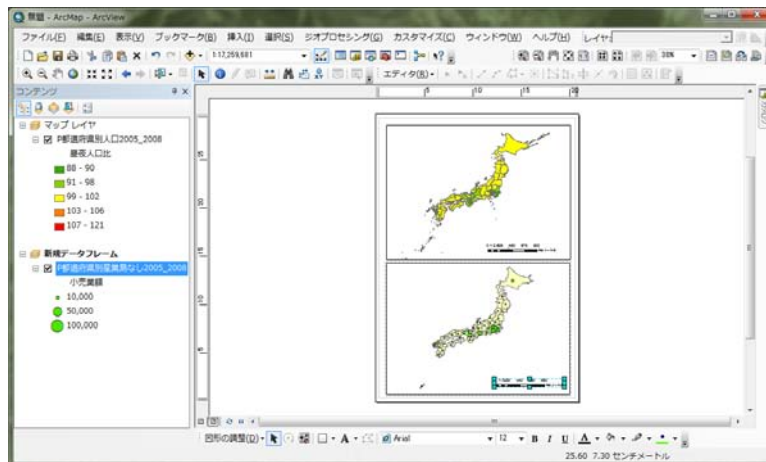 無題 - ArcMap - ArcView
ファイル(F) 編集(E) 表示(V) ブックマーク(B) 挿入(I) 選択(S) ジオプロセシング(G) カスタマイズ(C) ウィンドウ(W) ヘルプ(H) レイヤ:
1:17,259,681
38%
エディタ(R)
コンテンツ
マップ レイヤ
P都道府県別人口2005_2008
昼夜人口比
88 - 90
91 - 98
99 - 102
103 - 106
107 - 121
新規データフレーム
P都道府県別産業島なし2005_2008
小売業額
10,000
50,000
100,000
5
10
15
20
図形の調整(D)
A
Arial
12
B I U A
25.60 7.30 センチメートル